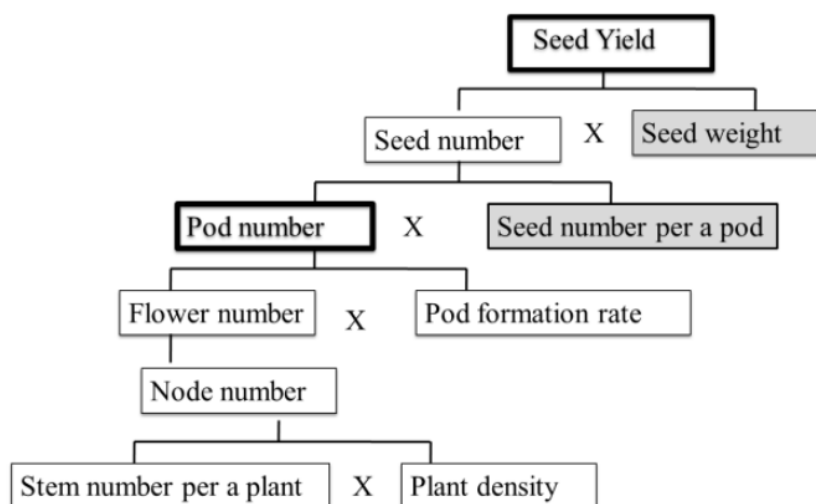 Seed Yield
Seed number X Seed weight
Pod number X Seed number per a pod
Flower number X Pod formation rate
Node number
Stem number per a plant X Plant density